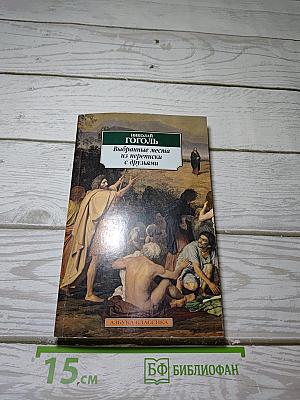 НИКОЛАЙ
ГОГОЛЬ
Выбранные места
из переписки
с друзьями
АЗБУКА-КЛАССИКА
15,см
БФ БИБЛИОФАН